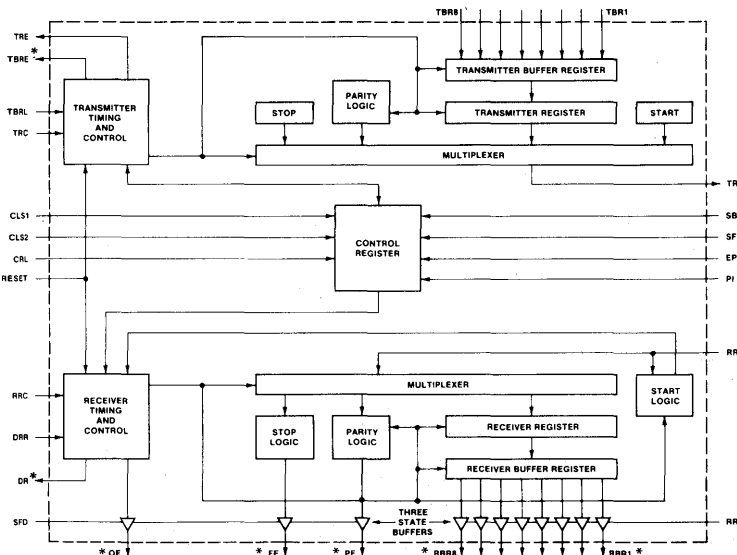 TBR8 TBR1
TRE
TBRE *
TRANSMITTER BUFFER REGISTER
TBRL
TRANSMITTER
TIMING
AND
CONTROL
PARITY
LOGIC
STOP
TRANSMITTER REGISTER
START
TRC
MULTIPLEXER
TR
CLS1
SB
CLS2
CONTROL
REGISTER
SF
CRL
EP
RESET
PI
RR
MULTIPLEXER
RRC
RECEIVER
TIMING
AND
CONTROL
START
LOGIC
STOP
LOGIC
PARITY
LOGIC
RECEIVER REGISTER
DRR
RECEIVER BUFFER REGISTER
DR *
SFD
THREE
STATE
BUFFERS
RR
* OE
* FE
* PE
* RBR8
RBR1 *